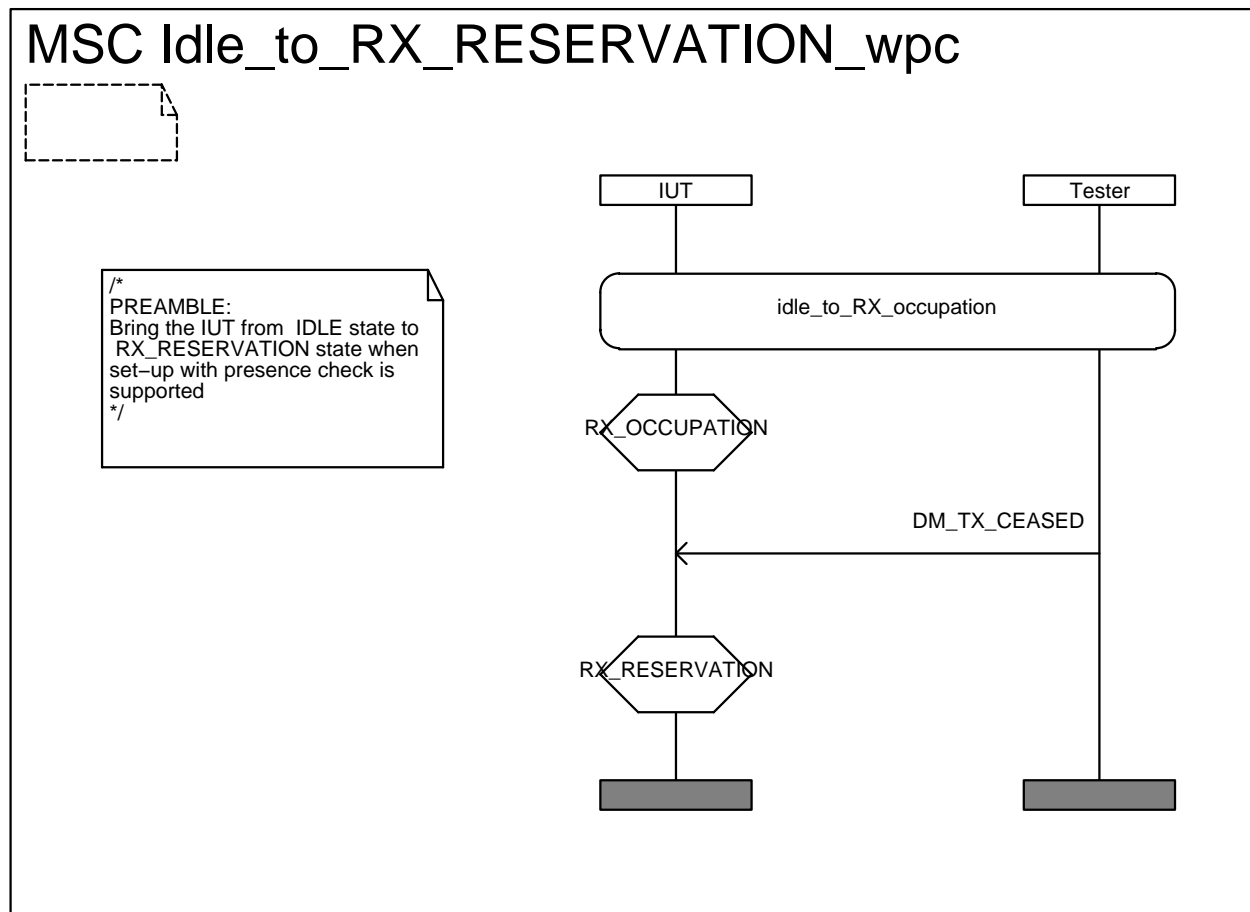 MSC Idle_to_RX_RESERVATION_wpc
IUT
Tester
/*
PREAMBLE:
Bring the IUT from  IDLE state to
 RX_RESERVATION state when
set−up with presence check is
supported
*/
idle_to_RX_occupation
RX_OCCUPATION
DM_TX_CEASED
RX_RESERVATION